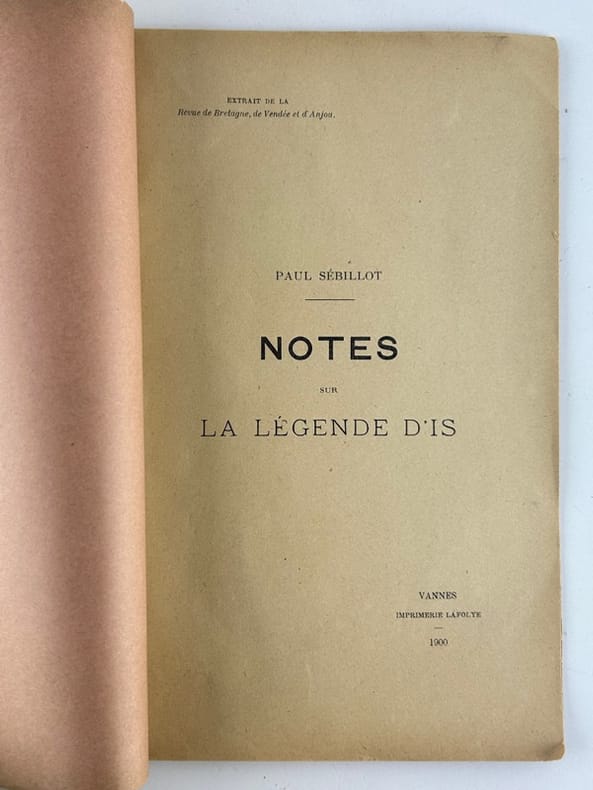 EXTRAIT DE LA
Revue de Bretagne, de Vendée et d'Anjou.
PAUL SÉBILLOT
NOTES
SUR
LA LÉGENDE D'IS
VANNES
IMPRIMERIE LAFOLYE
1900